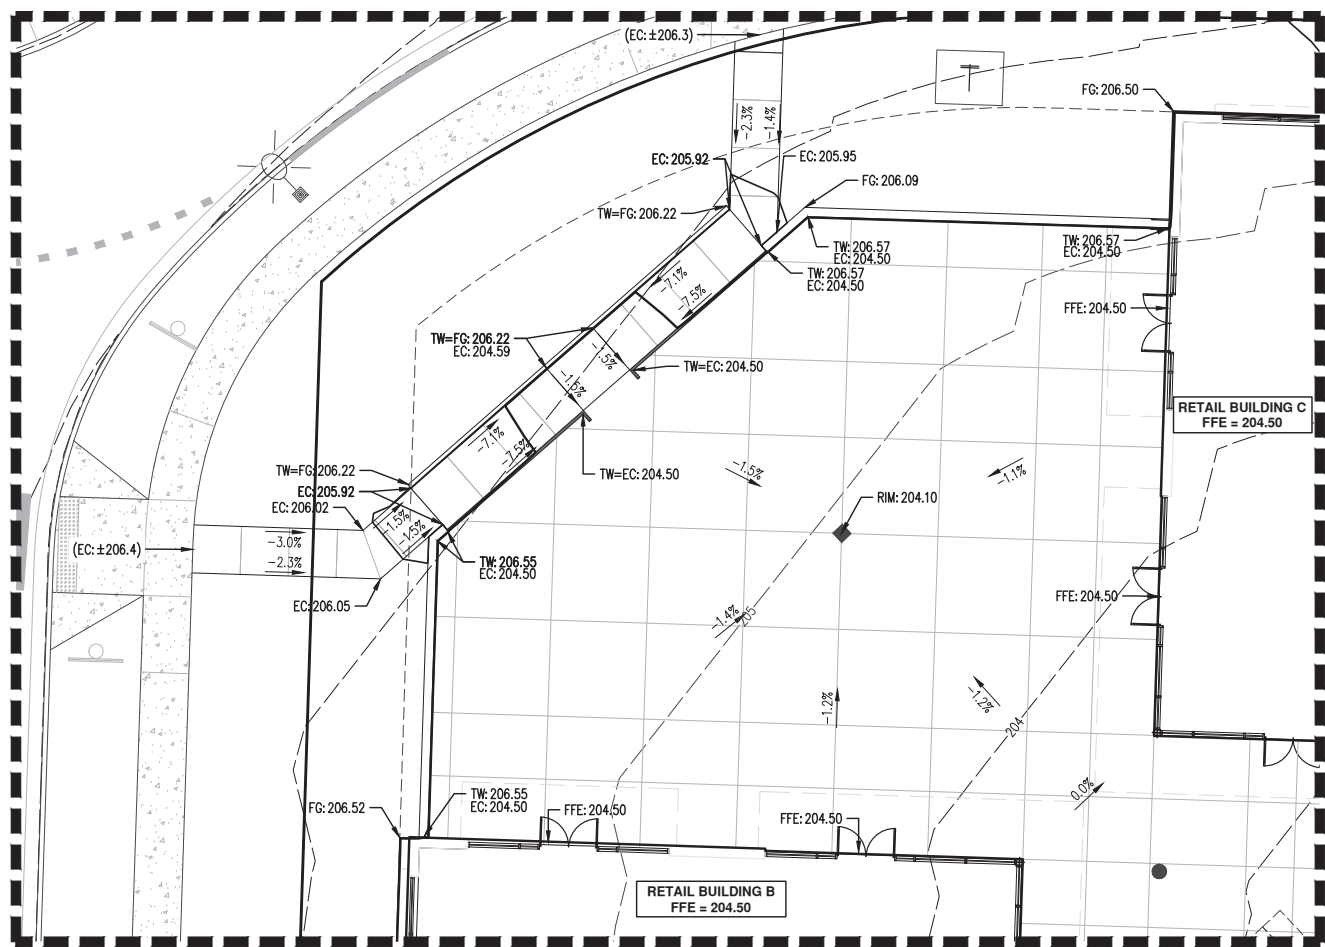 (EC: ±206.3)
FG: 206.50
-2.3%
-1.4%
EC: 205.92
EC: 205.95
FG: 206.09
TW=FG: 206.22
TW: 206.57
EC: 204.50
TW: 206.57
EC: 204.50
TW: 206.57
EC: 204.50
-7.1%
-7.5%
FFE: 204.50
TW=FG: 206.22
EC: 204.59
-1.5%
TW=EC: 204.50
-1.5%
RETAIL BUILDING C
FFE = 204.50
-7.1%
-7.5%
TW=FG: 206.22
TW=EC: 204.50
-1.5%
-1.1%
EC: 205.92
RIM: 204.10
EC: 206.02
-1.5%
-1.5%
(EC: ±206.4)
-3.0%
-2.3%
TW: 206.55
EC: 204.50
EC: 206.05
FFE: 204.50
-1.4%
205
-1.2%
-1.2%
204
0.0%
FG: 206.52
TW: 206.55
EC: 204.50
FFE: 204.50
FFE: 204.50
RETAIL BUILDING B
FFE = 204.50